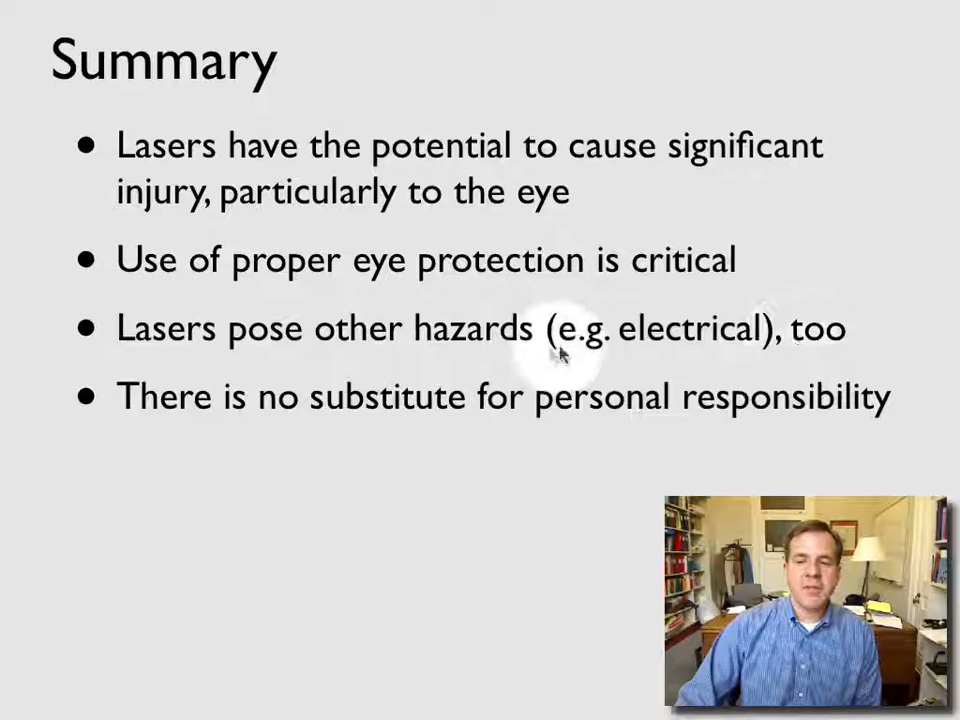 Summary
• Lasers have the potential to cause significant
injury, particularly to the eye
• Use of proper eye protection is critical
• Lasers pose other hazards (e.g. electrical), too
• There is no substitute for personal responsibility